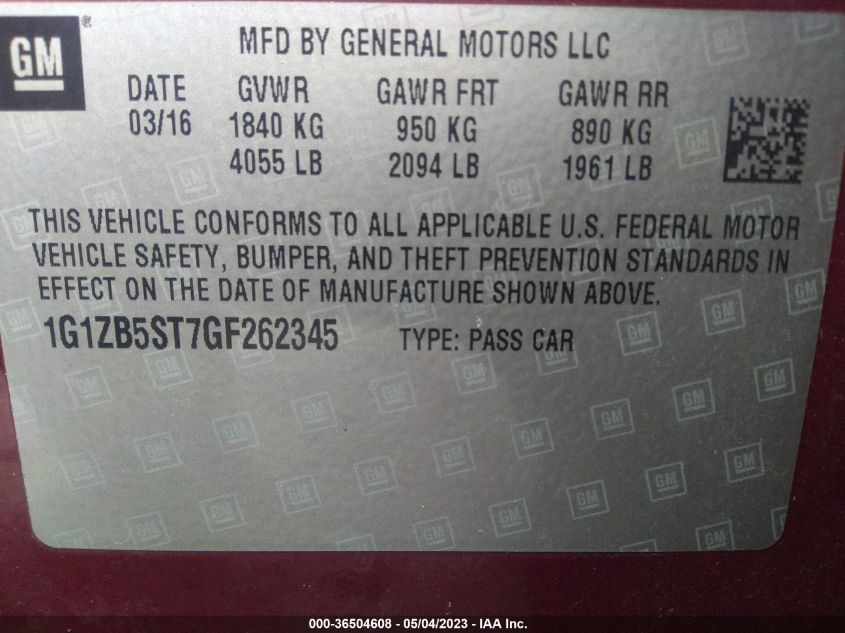 GM ®
MFD BY GENERAL MOTORS LLC
DATE GVWR GAWR FRT GAWR RR
03/16 1840 KG 950 KG 890 KG
4055 LB 2094 LB 1961 LB
THIS VEHICLE CONFORMS TO ALL APPLICABLE U.S. FEDERAL MOTOR
VEHICLE SAFETY, BUMPER, AND THEFT PREVENTION STANDARDS IN
EFFECT ON THE DATE OF MANUFACTURE SHOWN ABOVE.
1G1ZB5ST7GF262345 TYPE: PASS CAR
000-36504608 - 05/04/2023 - IAA Inc.